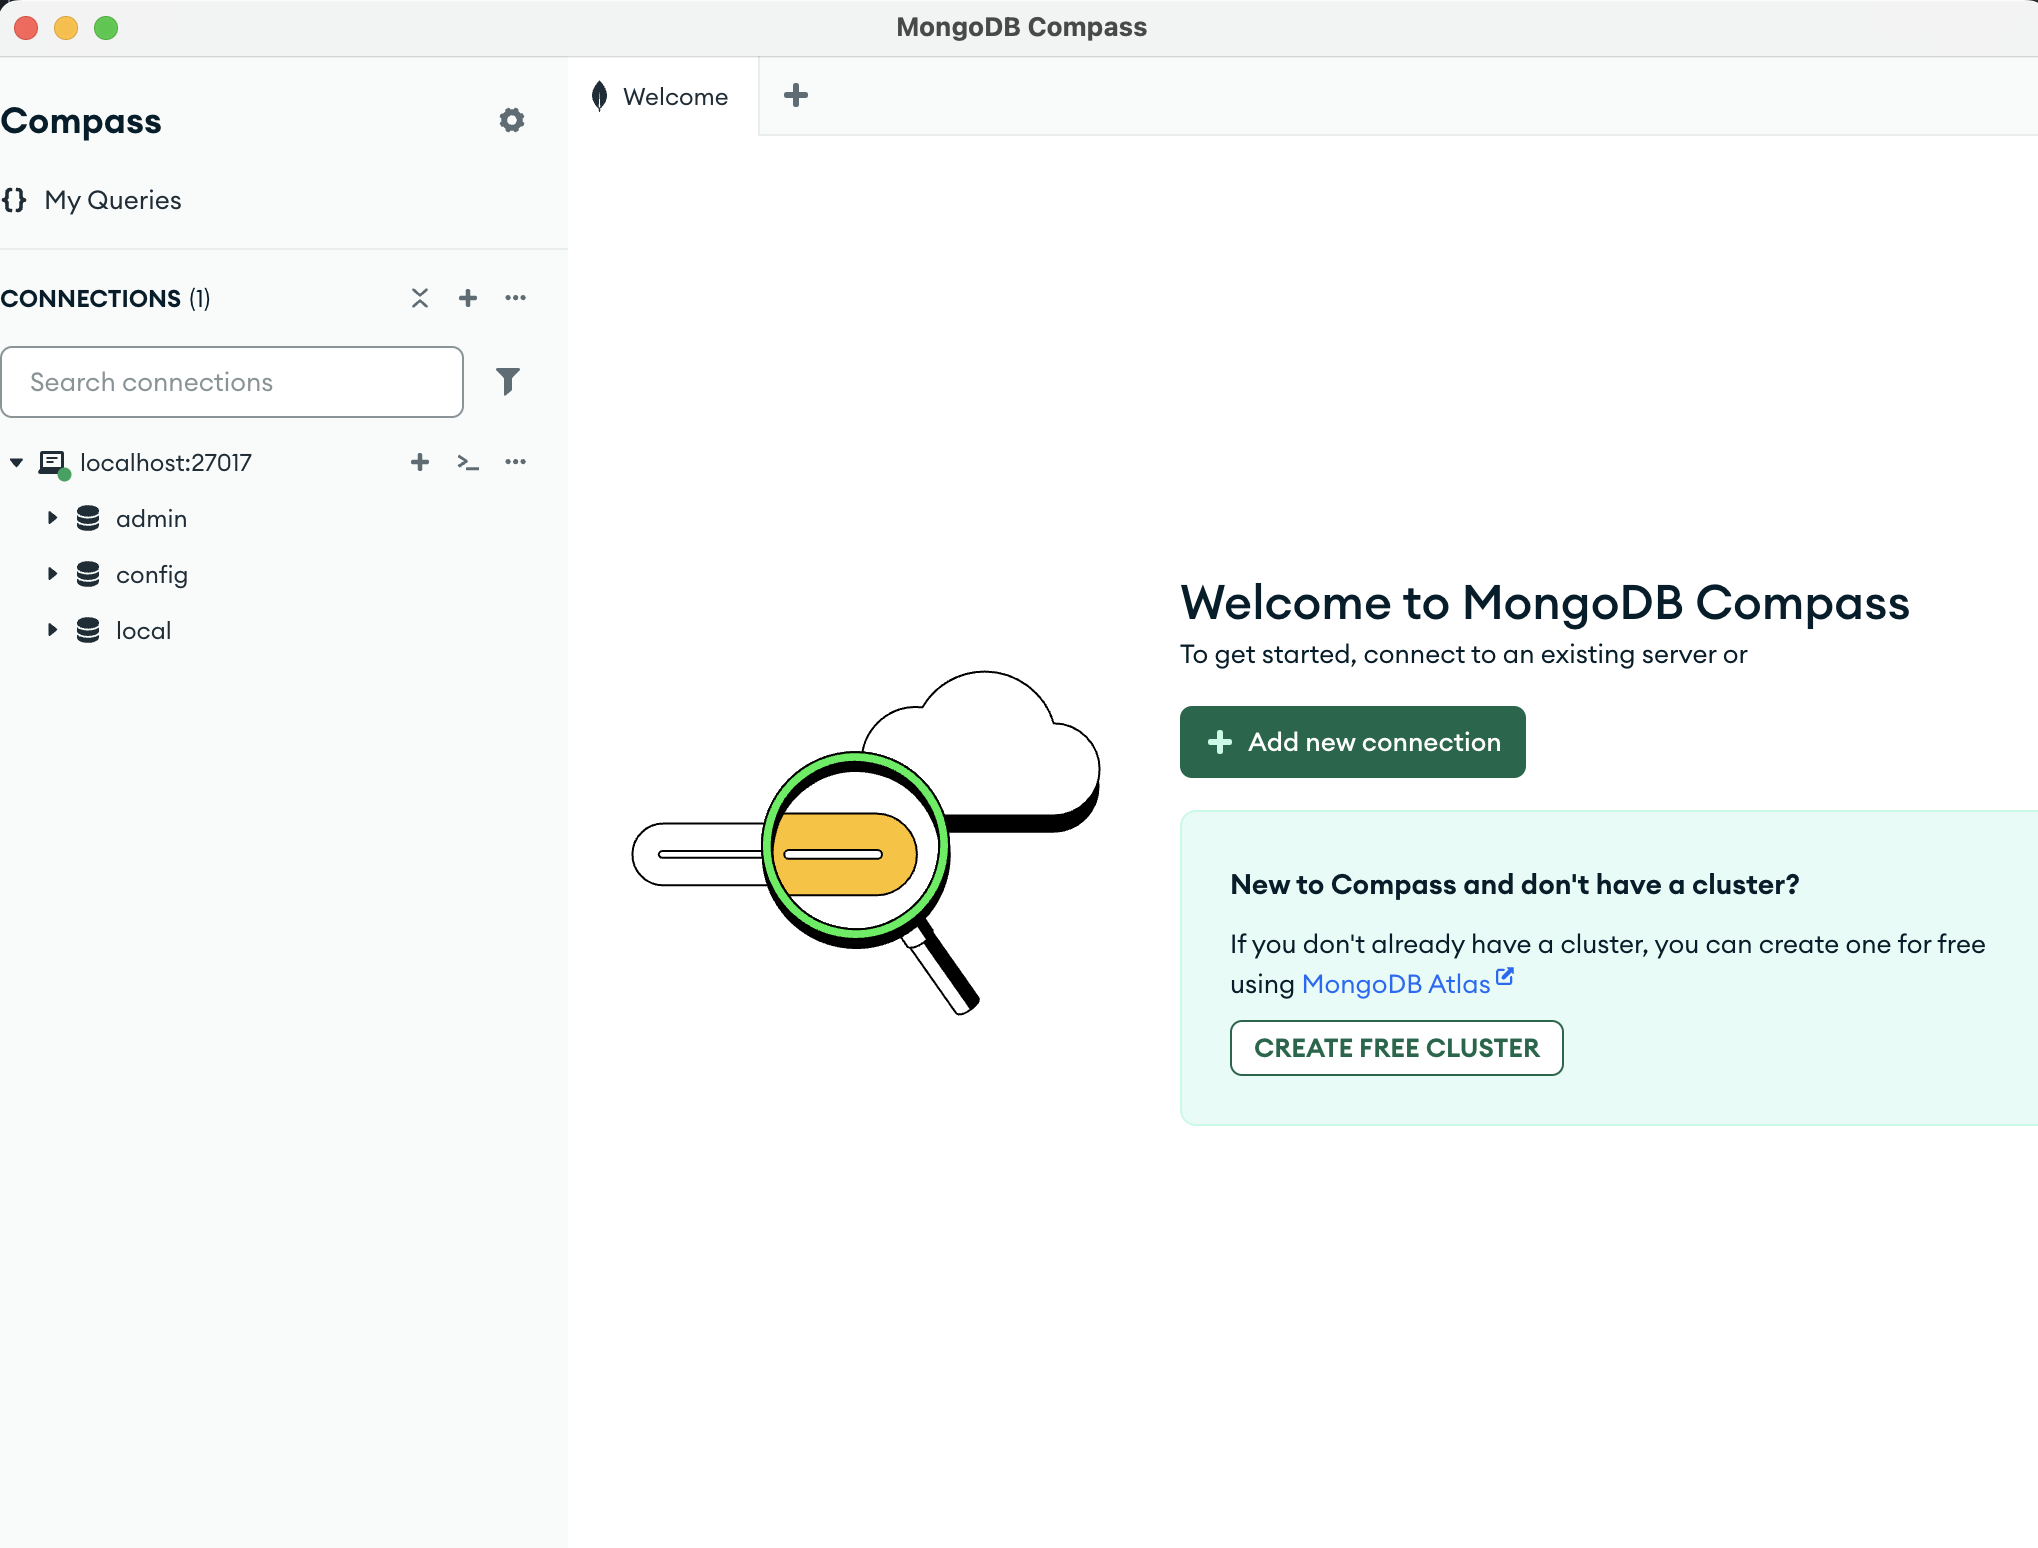 MongoDB Compass
Compass
Welcome
My Queries
CONNECTIONS (1)
Search connections
localhost:27017
admin
config
local
Welcome to MongoDB Compass
To get started, connect to an existing server or
Add new connection
New to Compass and don't have a cluster?
If you don't already have a cluster, you can create one for free
using MongoDB Atlas
CREATE FREE CLUSTER